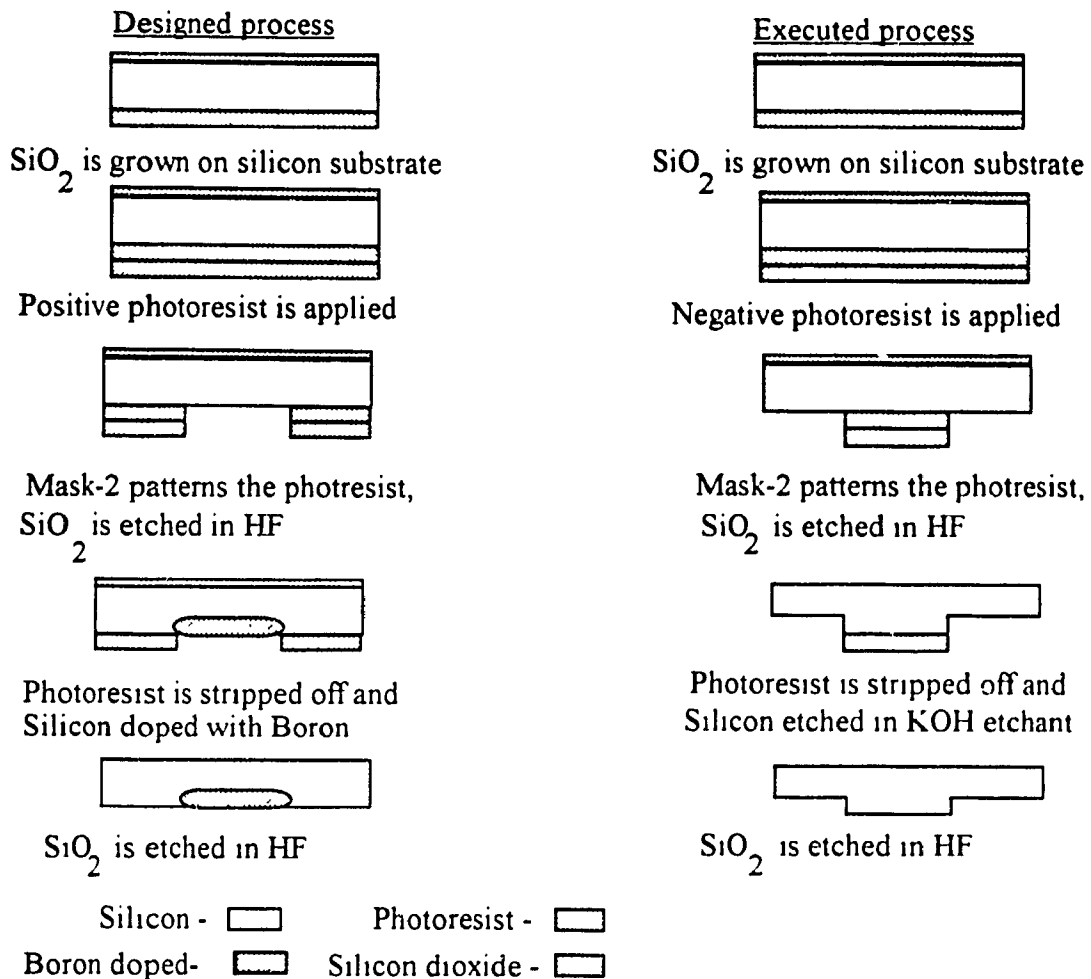 Designed process
Executed process
SiO2 is grown on silicon substrate
SiO2 is grown on silicon substrate
Positive photoresist is applied
Negative photoresist is applied
Mask-2 patterns the photresist,
SiO2 is etched in HF
Mask-2 patterns the photresist,
SiO2 is etched in HF
Photoresist is stripped off and
Silicon doped with Boron
Photoresist is stripped off and
Silicon etched in KOH etchant
SiO2 is etched in HF
SiO2 is etched in HF
Silicon - Photoresist -
Boron doped- Silicon dioxide -